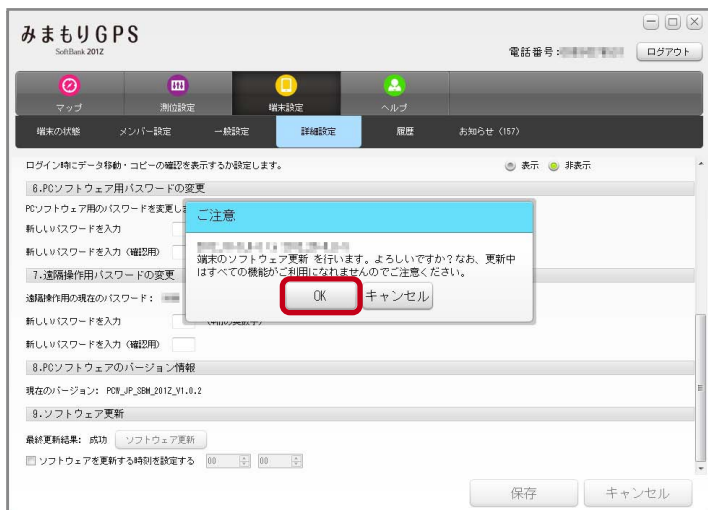 みまもりGPS
SoftBank 201Z
電話番号:
ログアウト
マップ
測位設定
端末設定
ヘルプ
端末の状態
メンバー設定
一般設定
詳細設定
履歴
お知らせ (157)
ログイン時にデータ移動・コピーの確認を表示するか設定します。
表示
非表示
6.PCソフトウェア用パスワードの変更
PCソフトウェア用のパスワードを変更しま
新しいパスワードを入力
新しいパスワードを入力(確認用)
ご注意
端末のソフトウェア更新 を行います。よろしいですか？なお、更新中
はすべての機能がご利用になれませんのでご注意ください。
OK
キャンセル
7.遠隔操作用パスワードの変更
遠隔操作用の現在のパスワード：
新しいパスワードを入力
新しいパスワードを入力(確認用)
8.PCソフトウェアのバージョン情報
現在のバージョン: PCW_JP_SBM_201Z_V1.0.2
9.ソフトウェア更新
最終更新結果: 成功
ソフトウェア更新
ソフトウェアを更新する時刻を設定する
00
00
保存
キャンセル